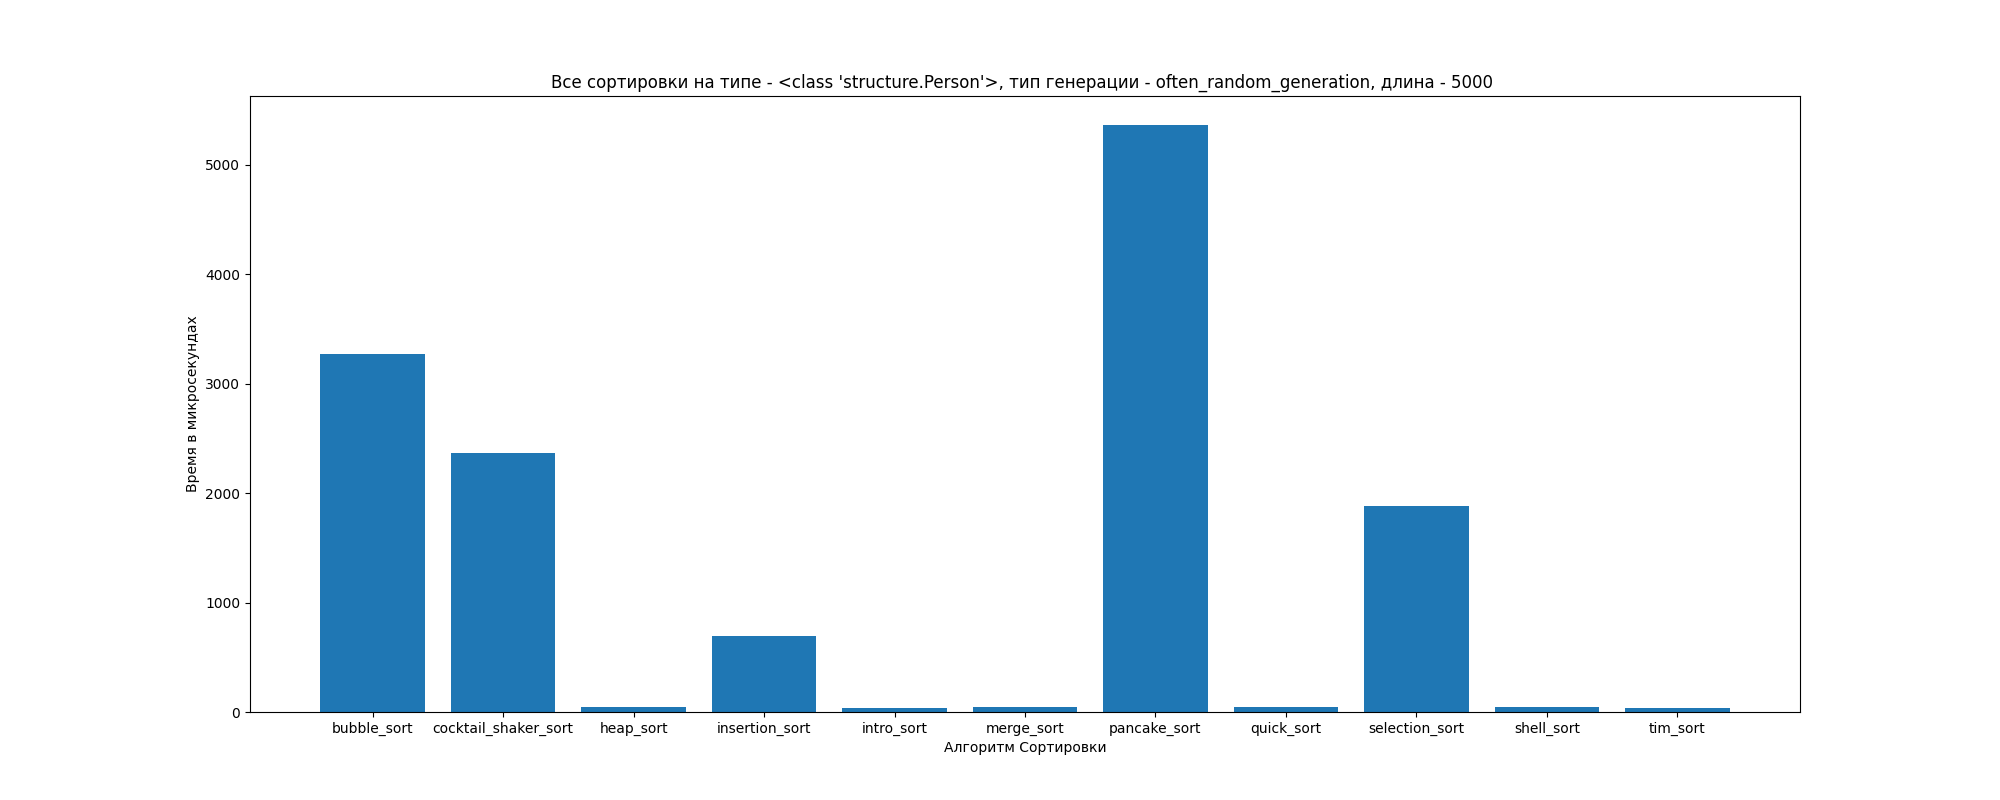 Все сортировки на типе - <class 'structure.Person'>, тип генерации - often_random_generation, длина - 5000
Время в микросекундах
5000
4000
3000
2000
1000
0
bubble_sort cocktail_shaker_sort heap_sort insertion_sort intro_sort merge_sort pancake_sort quick_sort selection_sort shell_sort tim_sort
Алгоритм Сортировки